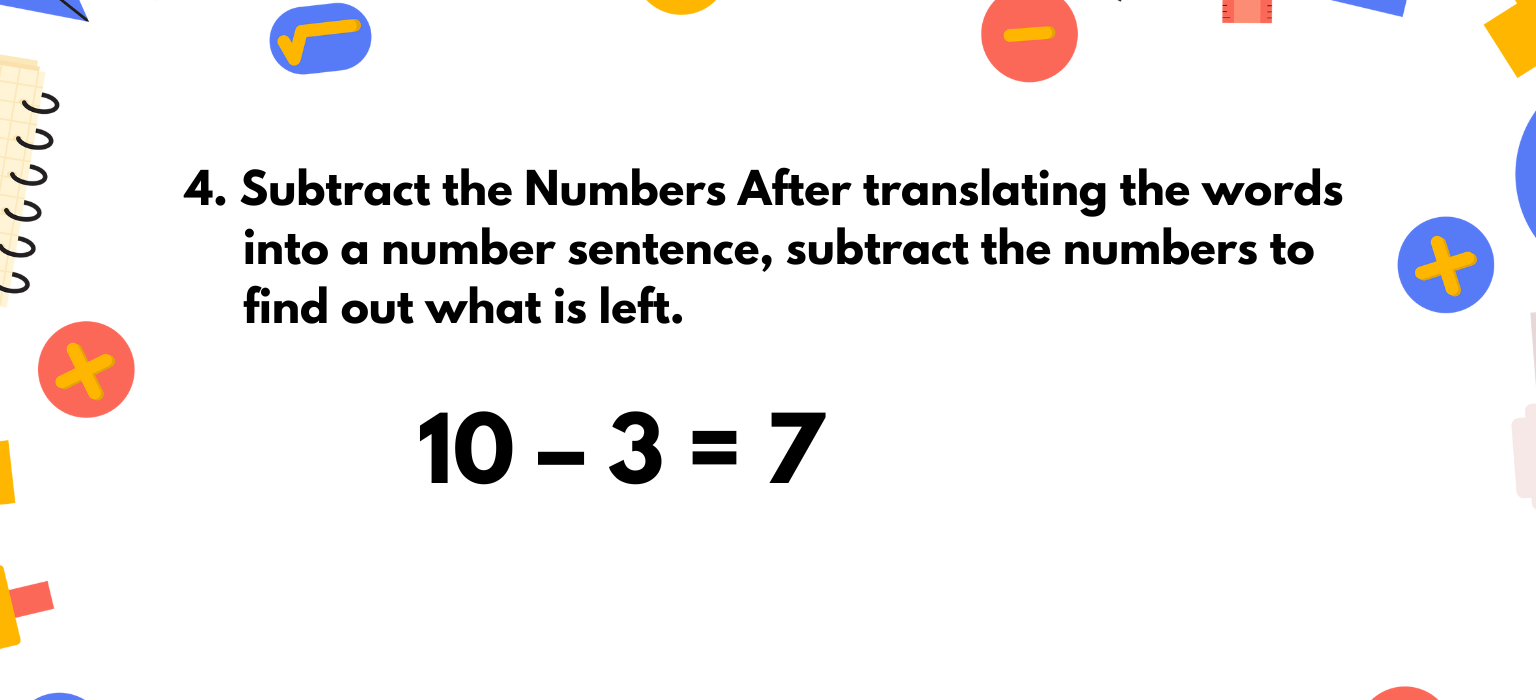 4. Subtract the Numbers After translating the words
into a number sentence, subtract the numbers to
find out what is left.
10 – 3 = 7